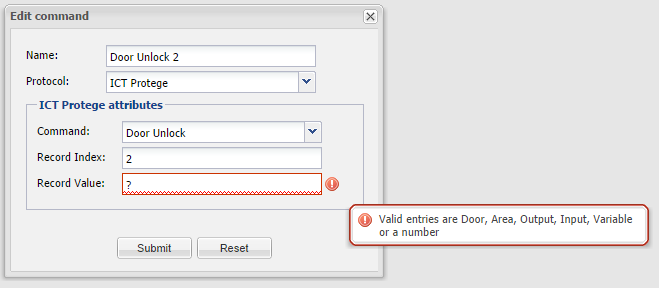 Edit command
Name: Door Unlock 2
Protocol: ICT Protege
ICT Protege attributes
Command: Door Unlock
Record Index: 2
Record Value: ?
Valid entries are Door, Area, Output, Input, Variable
or a number
Submit Reset